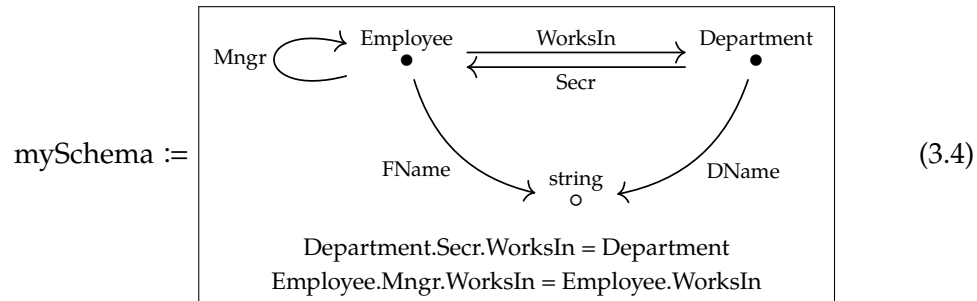 Employee WorksIn Department
Mngr
Secr
mySchema := (3.4)
FName DName
string
Department.Secr.WorksIn = Department
Employee.Mngr.WorksIn = Employee.WorksIn